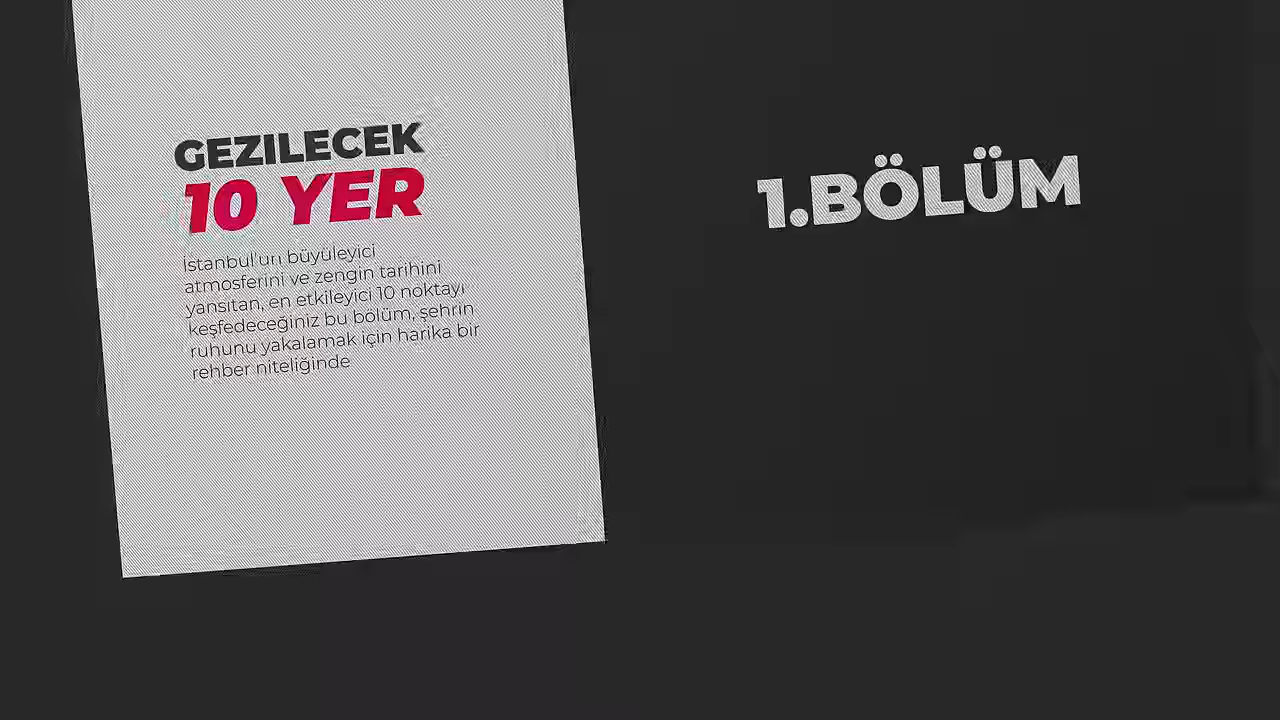 GEZILECEK
10 YER
İstanbul'un büyüleyici
atmosferini ve zengin tarihini
yansıtan, en etkileyici 10 noktayı
keşfedeceğiniz bu bölüm, şehrin
ruhunu yakalamak için harika bir
rehber niteliğinde
1.BÖLÜM